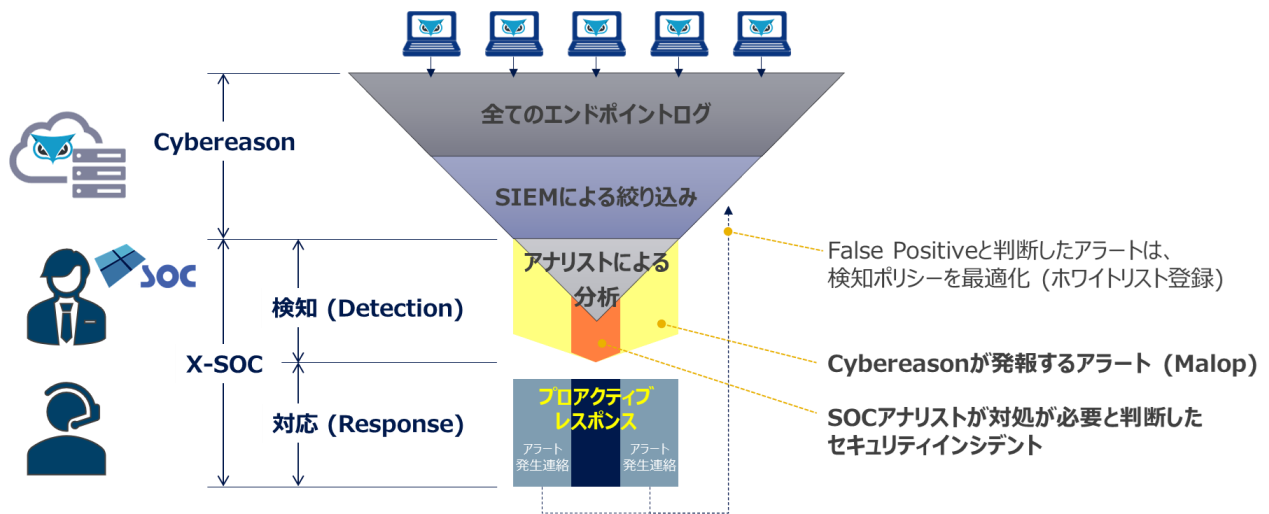 全てのエンドポイントログ
Cybereason
SIEMによる絞り込み
SOC
アナリストによる
分析
False Positiveと判断したアラートは、
検知ポリシーを最適化 (ホワイトリスト登録)
検知 (Detection)
X-SOC
Cybereasonが発報するアラート (Malop)
プロアクティブ
レスポンス
SOCアナリストが対処が必要と判断した
セキュリティインシデント
対応 (Response)
アラート
発生連絡
アラート
発生連絡